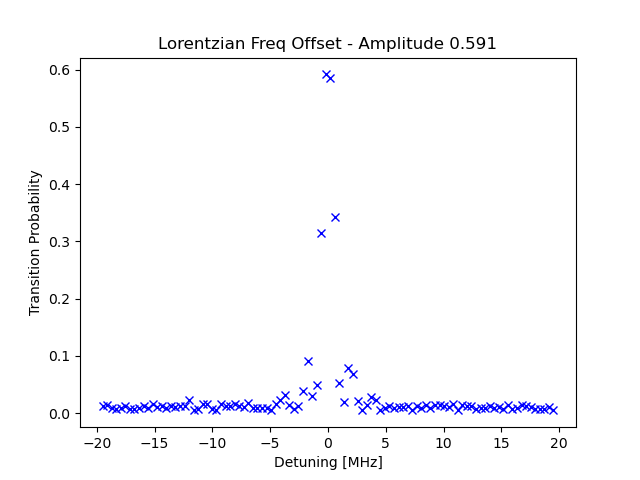 Lorentzian Freq Offset - Amplitude 0.591
Transition Probability
0.6
0.5
0.4
0.3
0.2
0.1
0.0
−20 −15 −10 −5 0 5 10 15 20
Detuning [MHz]